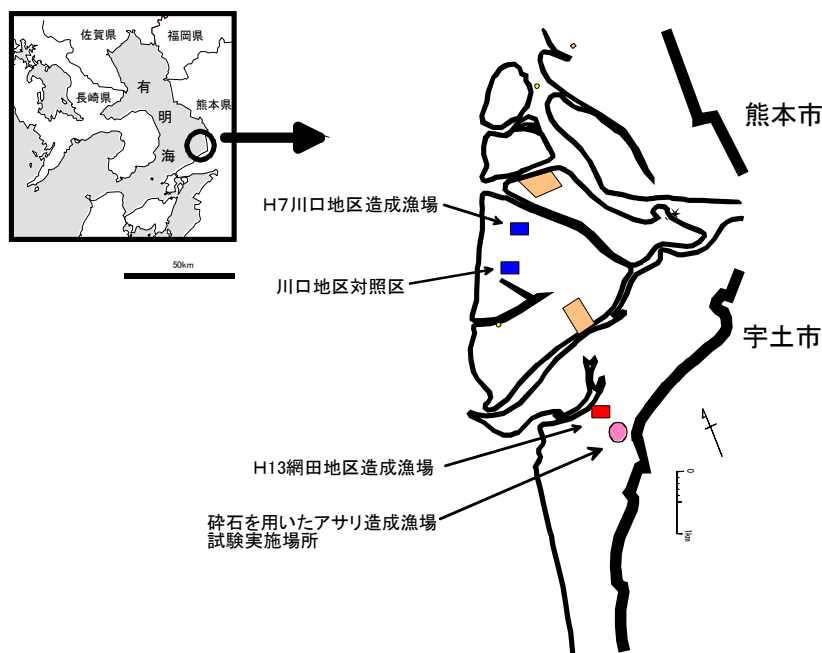 佐賀県
福岡県
長崎県
熊本県
有
明
海
50km
熊本市
H7川口地区造成漁場
川口地区対照区
宇土市
H13網田地区造成漁場
砕石を用いたアサリ造成漁場
試験実施場所
0
1km